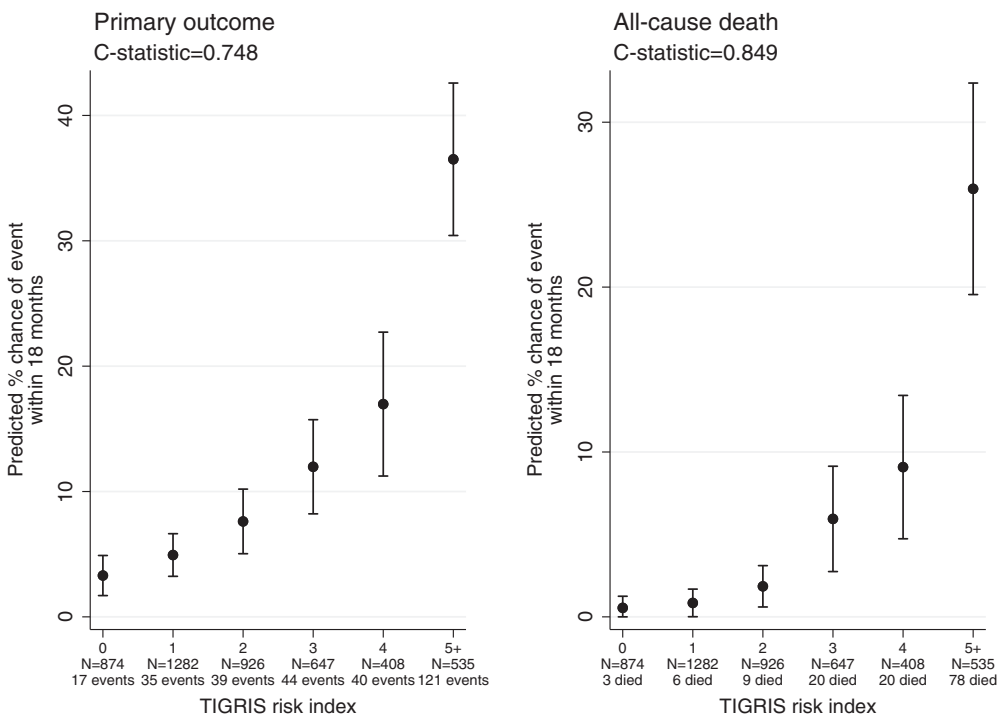 Primary outcome
C-statistic=0.748
Predicted % chance of event
within 18 months
40
30
20
10
0
0 1 2 3 4 5+
N=874 N=1282 N=926 N=647 N=408 N=535
17 events 35 events 39 events 44 events 40 events 121 events
TIGRIS risk index
All-cause death
C-statistic=0.849
Predicted % chance of event
within 18 months
30
20
10
0
0 1 2 3 4 5+
N=874 N=1282 N=926 N=647 N=408 N=535
3 died 6 died 9 died 20 died 20 died 78 died
TIGRIS risk index